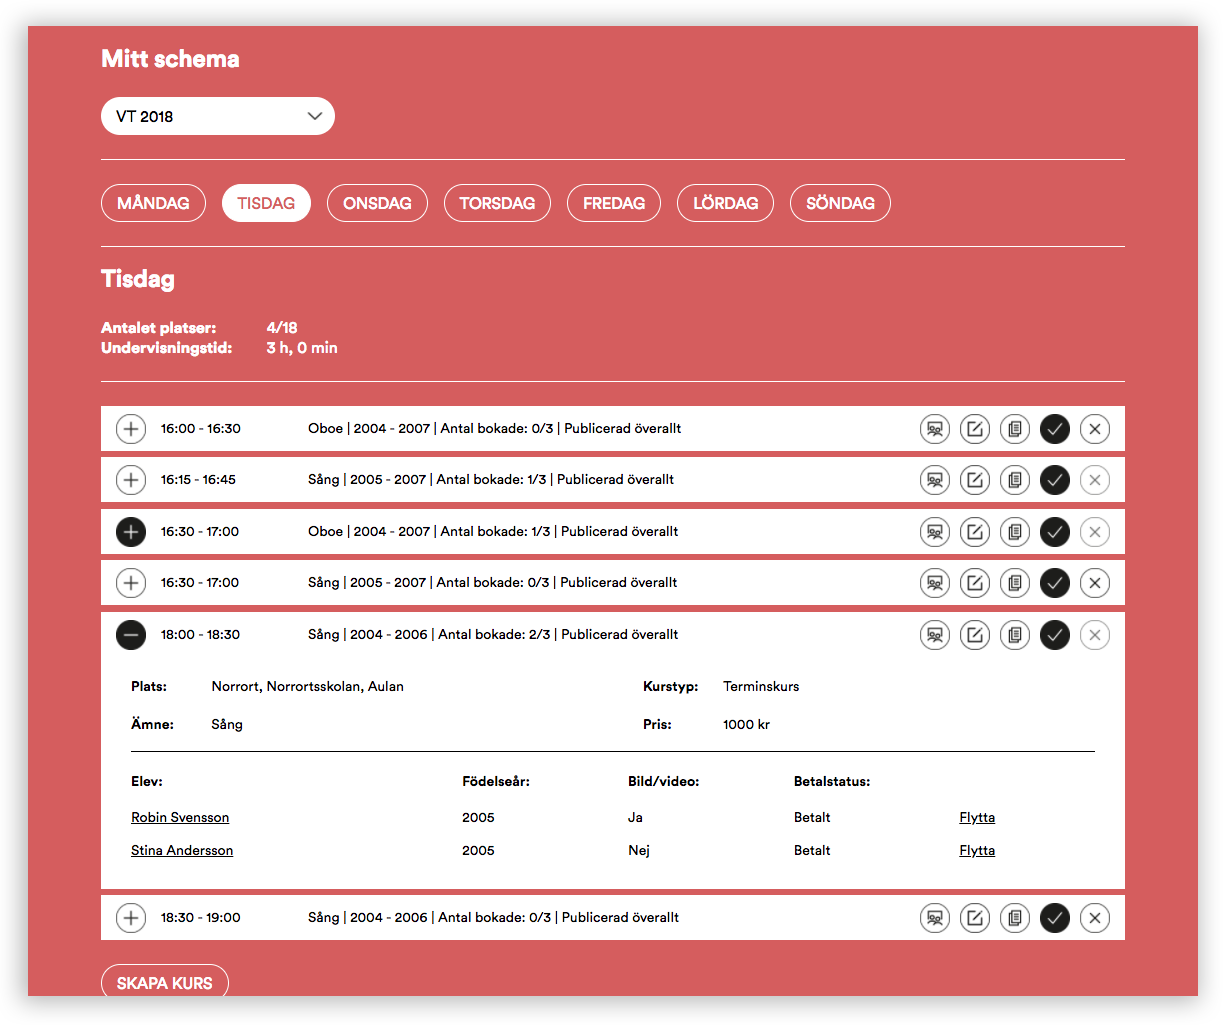 Mitt schema
VT 2018
MÅNDAG TISDAG ONSDAG TORSDAG FREDAG LÖRDAG SÖNDAG
Tisdag
Antalet platser: 4/18
Undervisningstid: 3 h, 0 min
16:00 - 16:30 Oboe | 2004 - 2007 | Antal bokade: 0/3 | Publicerad överallt
16:15 - 16:45 Sång | 2005 - 2007 | Antal bokade: 1/3 | Publicerad överallt
16:30 - 17:00 Oboe | 2004 - 2007 | Antal bokade: 1/3 | Publicerad överallt
16:30 - 17:00 Sång | 2005 - 2007 | Antal bokade: 0/3 | Publicerad överallt
18:00 - 18:30 Sång | 2004 - 2006 | Antal bokade: 2/3 | Publicerad överallt
Plats: Norrort, Norrortsskolan, Aulan Kurstyp: Terminskurs
Ämne: Sång Pris: 1000 kr
Elev: Födelseår: Bild/video: Betalstatus:
Robin Svensson 2005 Ja Betalt Flytta
Stina Andersson 2005 Nej Betalt Flytta
18:30 - 19:00 Sång | 2004 - 2006 | Antal bokade: 0/3 | Publicerad överallt
SKAPA KURS